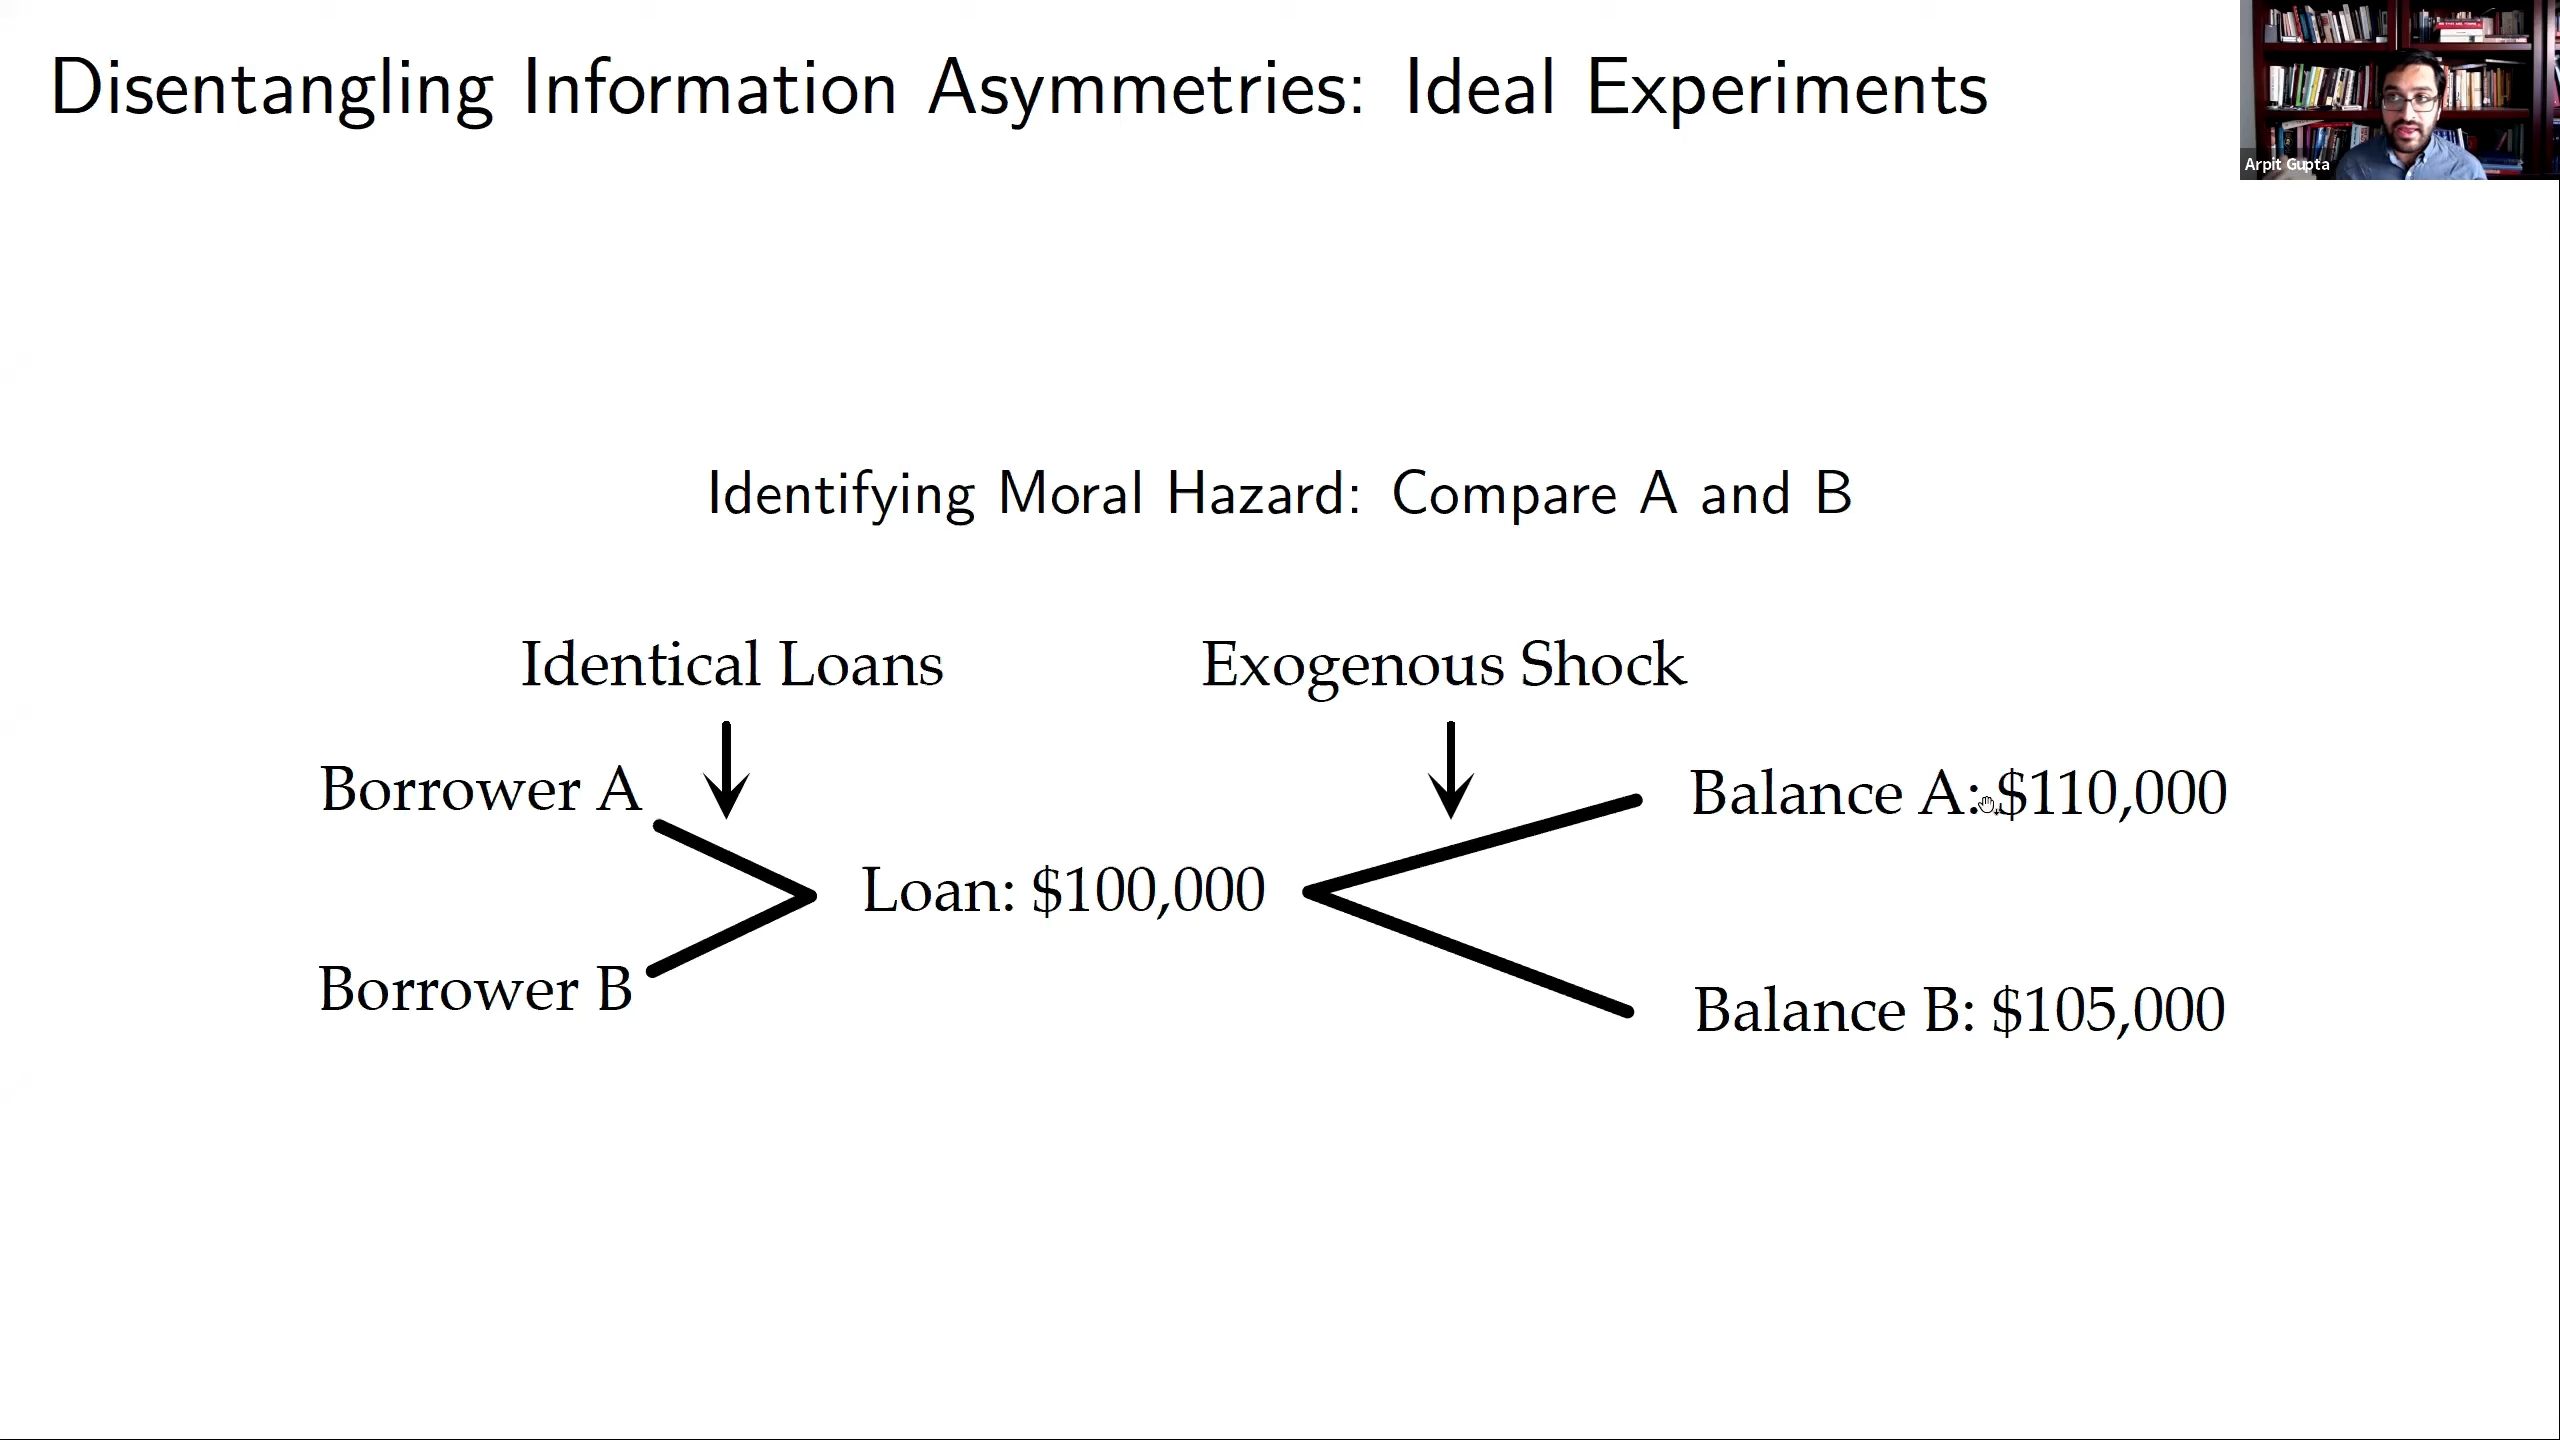 Disentangling Information Asymmetries: Ideal Experiments
Arpit Gupta
Identifying Moral Hazard: Compare A and B
Identical Loans
Exogenous Shock
Borrower A
Balance A: $110,000
Loan: $100,000
Borrower B
Balance B: $105,000